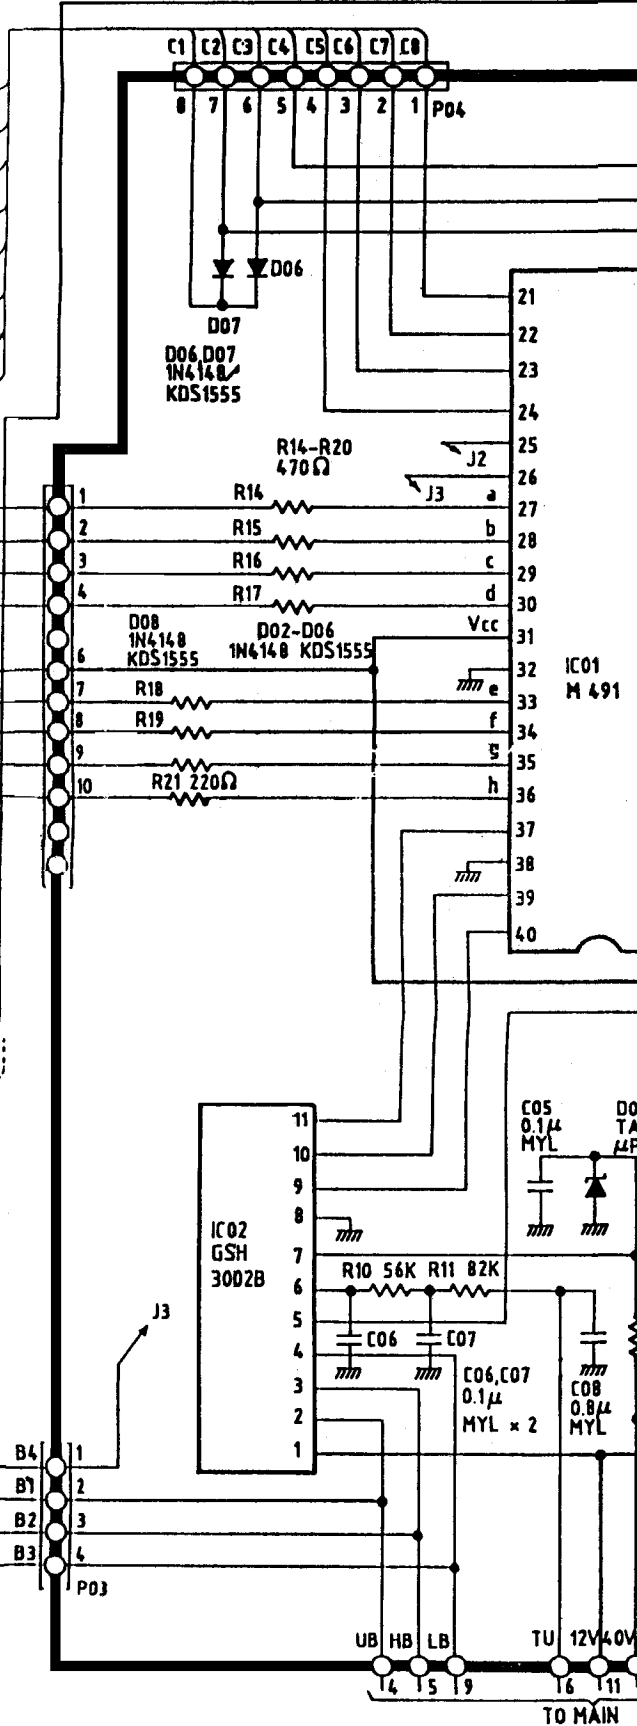 C1 C2 C3 C4 C5 C6 C7 C8
8 7 6 5 4 3 2 1 P04
D06
D07
D06,D07
1N4148/
KDS1555
21
22
23
24
25
J2
26
J3
R14-R20
470Ω
1 R14 a 27
2 R15 b 28
3 R16 c 29
4 R17 d 30
D08
1N4148
KDS1555
D02-D06
1N4148 KDS1555
Vcc 31
6 32
IC01
M 491
7 R18 e 33
8 R19 f 34
9 g 35
10 R21 220Ω h 36
37
38
39
40
C05
0.1µ
MYL
D0
TA
µP
11
10
9
8
7
6
5
4
3
2
1
IC02
GSH
3002B
R10 56K R11 82K
C06 C07
C06,C07
0.1µ
MYL × 2
C08
0.8µ
MYL
J3
B4 1
B1 2
B2 3
B3 4
P03
UB HB LB TU 12V 40V
4 5 9 6 11
TO MAIN